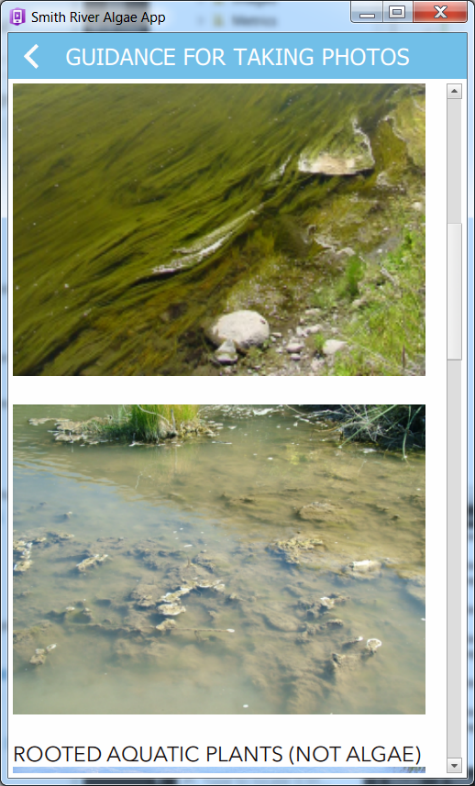 Smith River Algae App
GUIDANCE FOR TAKING PHOTOS
ROOTED AQUATIC PLANTS (NOT ALGAE)